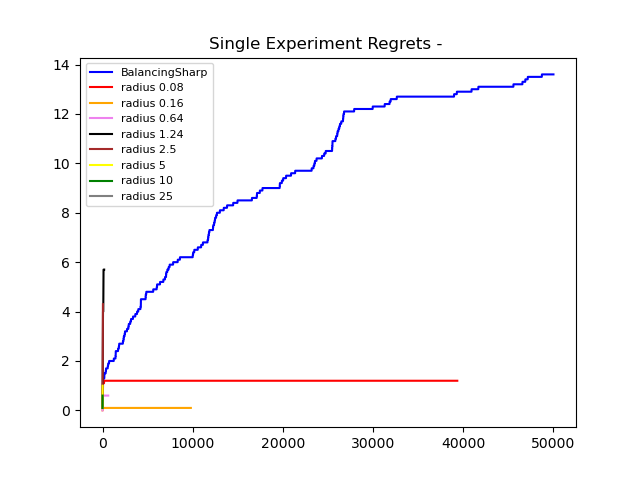 Single Experiment Regrets -
BalancingSharp
radius 0.08
radius 0.16
radius 0.64
radius 1.24
radius 2.5
radius 5
radius 10
radius 25
14
12
10
8
6
4
2
0
0 10000 20000 30000 40000 50000